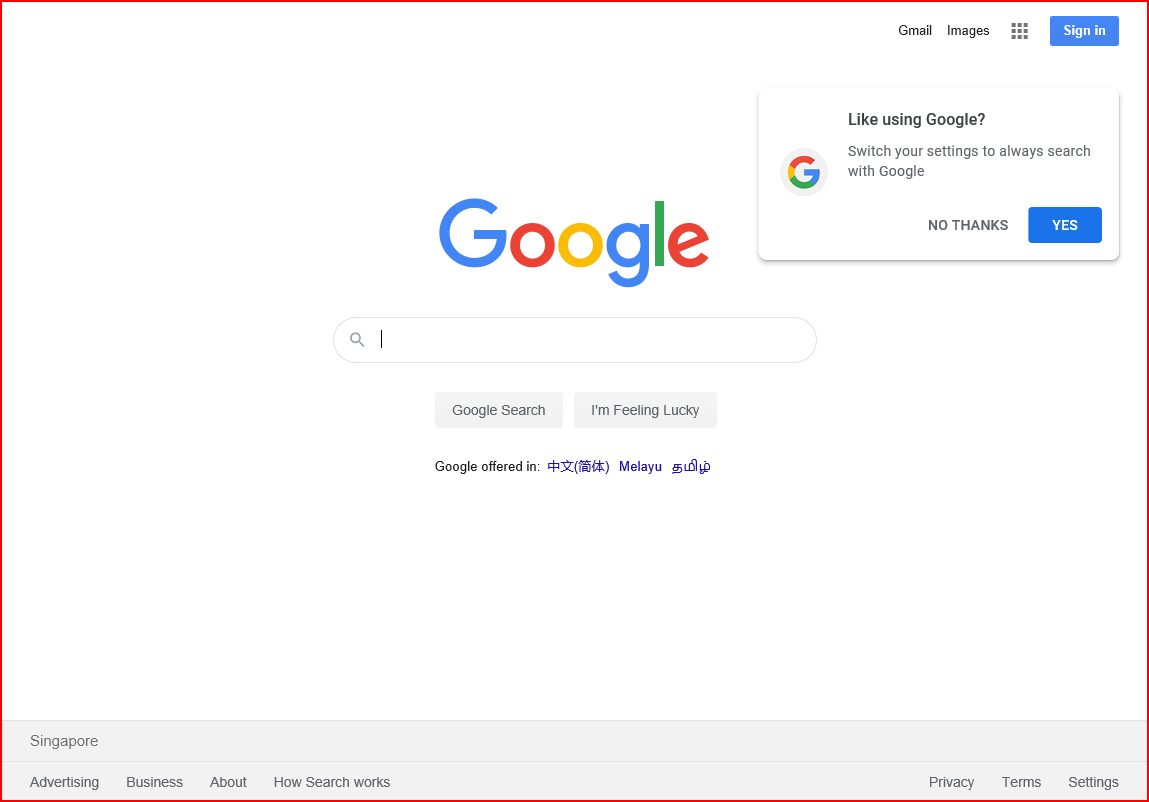 Gmail Images Sign in
Like using Google?
Switch your settings to always search
with Google
NO THANKS YES
Google
Google Search I'm Feeling Lucky
Google offered in: 中文(简体) Melayu தமிழ்
Singapore
Advertising Business About How Search works Privacy Terms Settings